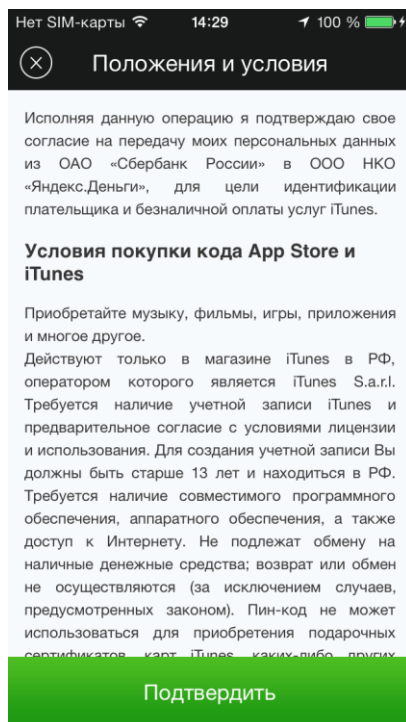 Нет SIM-карты 14:29 100 %
Положения и условия
Исполняя данную операцию я подтверждаю свое
согласие на передачу моих персональных данных
из ОАО «Сбербанк России» в ООО НКО
«Яндекс.Деньги», для цели идентификации
плательщика и безналичной оплаты услуг iTunes.
Условия покупки кода App Store и
iTunes
Приобретайте музыку, фильмы, игры, приложения
и многое другое.
Действуют только в магазине iTunes в РФ,
оператором которого является iTunes S.a.r.l.
Требуется наличие учетной записи iTunes и
предварительное согласие с условиями лицензии
и использования. Для создания учетной записи Вы
должны быть старше 13 лет и находиться в РФ.
Требуется наличие совместимого программного
обеспечения, аппаратного обеспечения, а также
доступ к Интернету. Не подлежат обмену на
наличные денежные средства; возврат или обмен
не осуществляются (за исключением случаев,
предусмотренных законом). Пин-код не может
использоваться для приобретения подарочных
сертификатов, карт iTunes, каких-либо других
Подтвердить